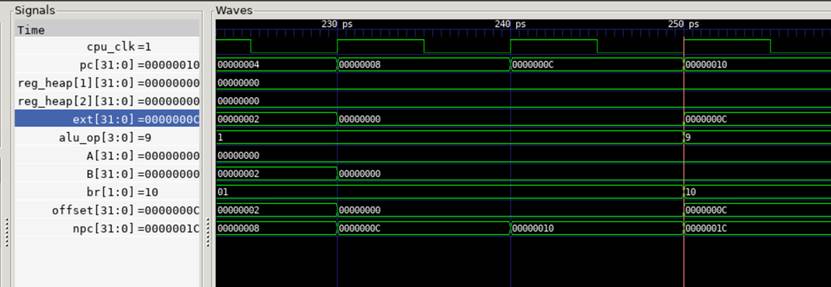 Signals
Waves
Time
230 ps
240 ps
250 ps
cpu_clk=1
pc[31:0]=00000010
00000004
00000008
0000000C
00000010
reg_heap[1][31:0]=00000000
00000000
reg_heap[2][31:0]=00000000
00000000
ext[31:0]=0000000C
00000002
00000000
0000000C
alu_op[3:0]=9
1
9
A[31:0]=00000000
00000000
B[31:0]=00000000
00000002
00000000
br[1:0]=10
01
10
offset[31:0]=0000000C
00000002
00000000
0000000C
npc[31:0]=0000001C
00000008
0000000C
00000010
0000001C